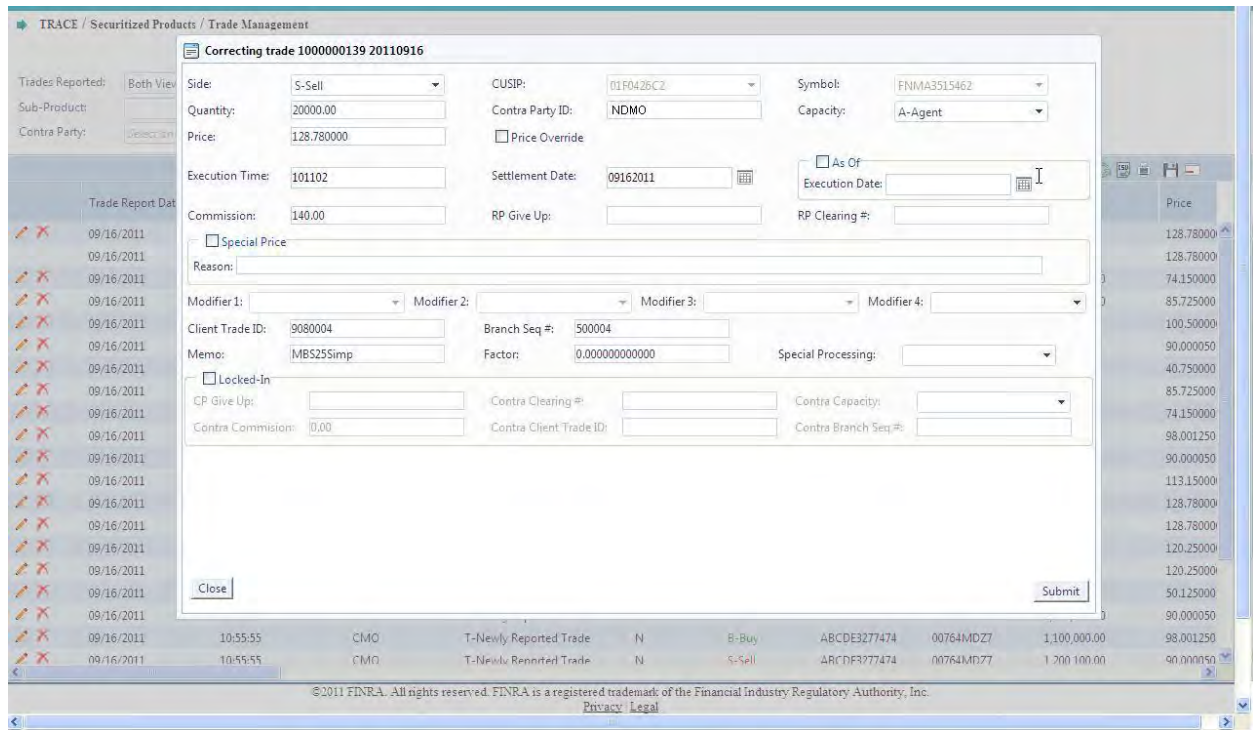 TRACE / Securitized Products / Trade Management
Correcting trade 1000000139 20110916
Trades Reported: Both View
Side: S-Sell CUSIP: 01F0426C2 Symbol: FNMA3515462
Sub-Product:
Quantity: 20000.00 Contra Party ID: NDMO Capacity: A-Agent
Contra Party:
Price: 128.780000 Price Override
As Of
Execution Time: 101102 Settlement Date: 09162011 Execution Date:
Trade Report Dat Price
Commission: 140.00 RP Give Up: RP Clearing #:
09/16/2011 128.78000
Special Price
09/16/2011 128.78000
Reason:
09/16/2011 74.150000
Modifier 1: Modifier 2: Modifier 3: Modifier 4:
09/16/2011 85.725000
Client Trade ID: 9080004 Branch Seq #: 500004
09/16/2011 100.50000
Memo: MBS25Simp Factor: 0.000000000000 Special Processing:
09/16/2011 90.000050
09/16/2011 40.750000
Locked-In
09/16/2011 85.725000
CP Give Up: Contra Clearing #: Contra Capacity:
09/16/2011 74.150000
Contra Commision: 0.00 Contra Client Trade ID: Contra Branch Seq #:
09/16/2011 98.001250
09/16/2011 90.000050
09/16/2011 113.15000
09/16/2011 128.78000
09/16/2011 128.78000
09/16/2011 120.25000
09/16/2011 120.25000
09/16/2011 50.125000
Close Submit
09/16/2011 90.000050
09/16/2011 10:55:55 CMO T-Newly Reported Trade N B-Buy ABCDE3277474 00764MDZ7 1,100,000.00 98.001250
09/16/2011 10:55:55 CMO T-Newly Reported Trade N S-Sell ABCDE3277474 00764MDZ7 1,200,100.00 90.000050
©2011 FINRA. All rights reserved. FINRA is a registered trademark of the Financial Industry Regulatory Authority, Inc.
Privacy | Legal